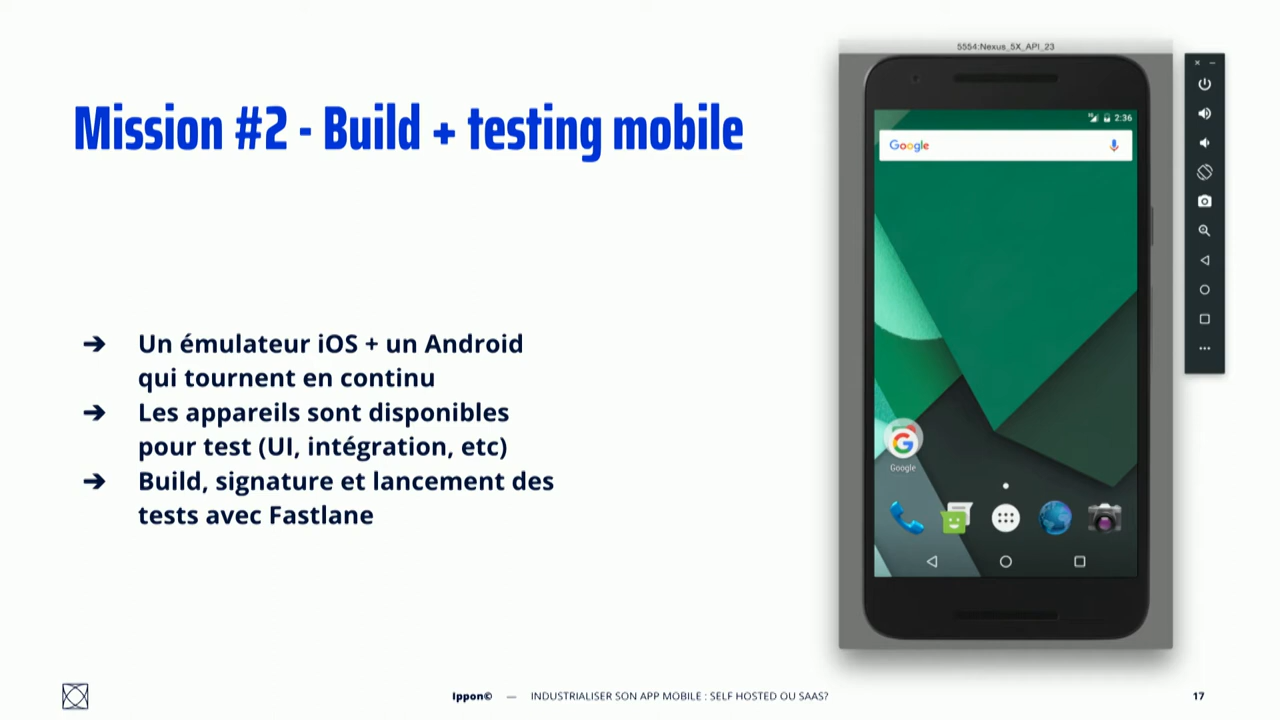 5554:Nexus_5X_API_23
Mission #2 - Build + testing mobile
2:36
Google
➔ Un émulateur iOS + un Android
qui tournent en continu
➔ Les appareils sont disponibles
pour test (UI, intégration, etc)
➔ Build, signature et lancement des
tests avec Fastlane
G
Google
Ippon© — INDUSTRIALISER SON APP MOBILE : SELF HOSTED OU SAAS?
17